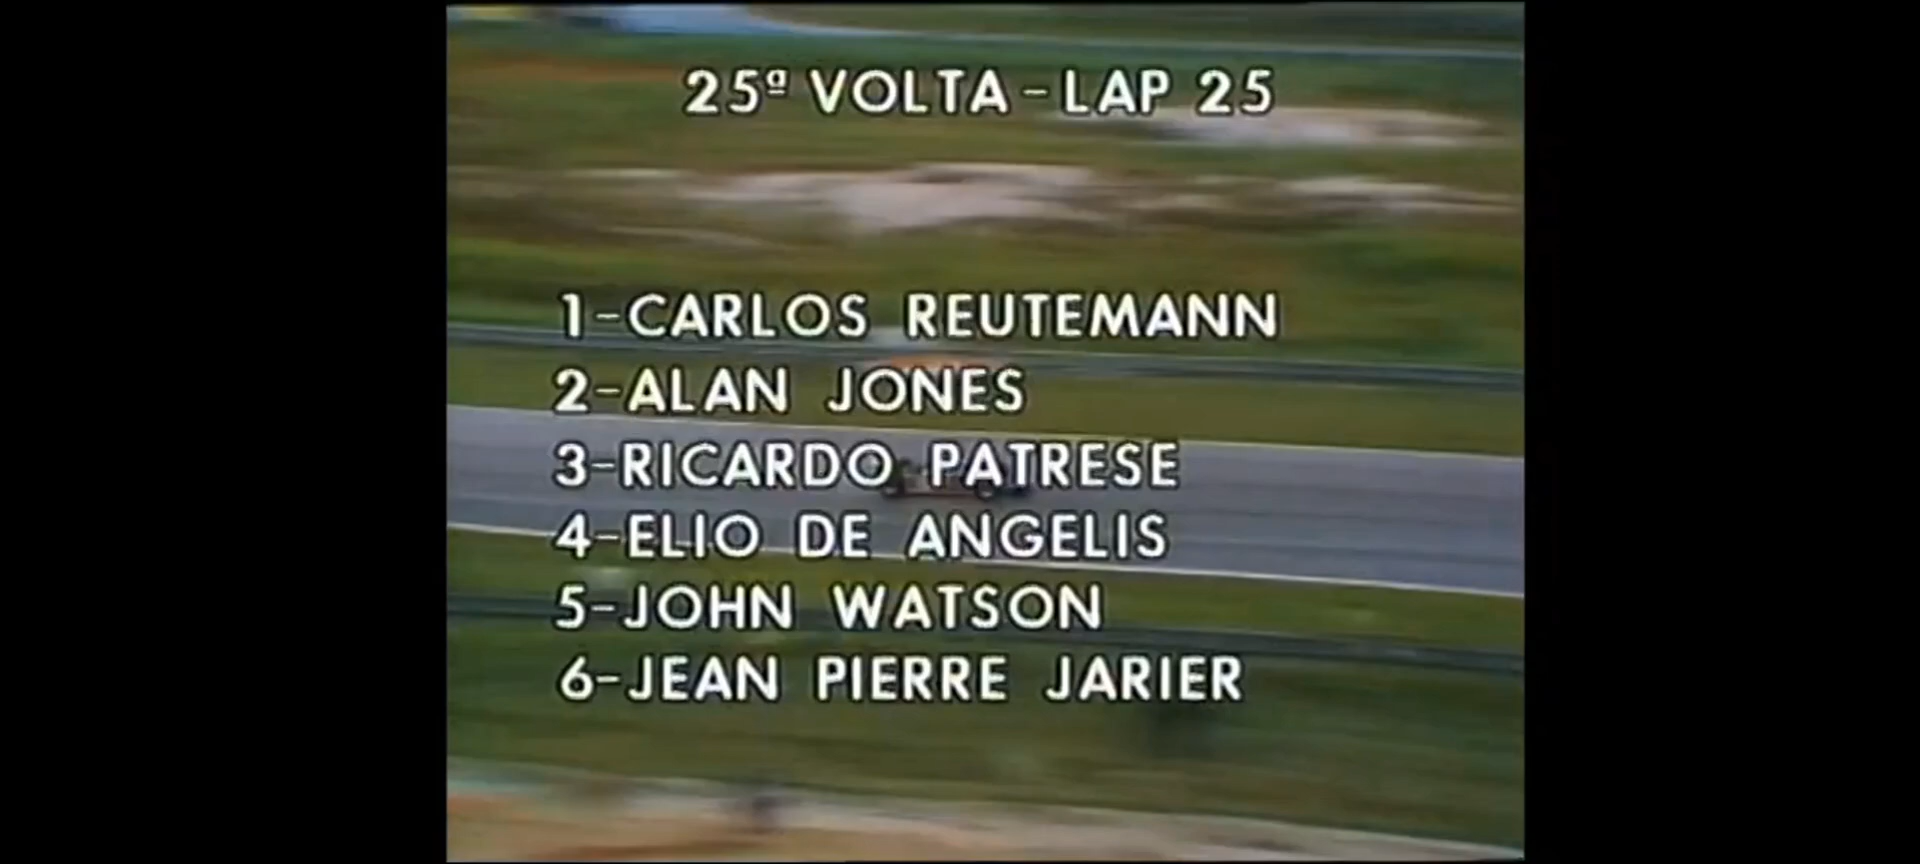 25ª VOLTA - LAP 25
1-CARLOS REUTEMANN
2-ALAN JONES
3-RICARDO PATRESE
4-ELIO DE ANGELIS
5-JOHN WATSON
6-JEAN PIERRE JARIER